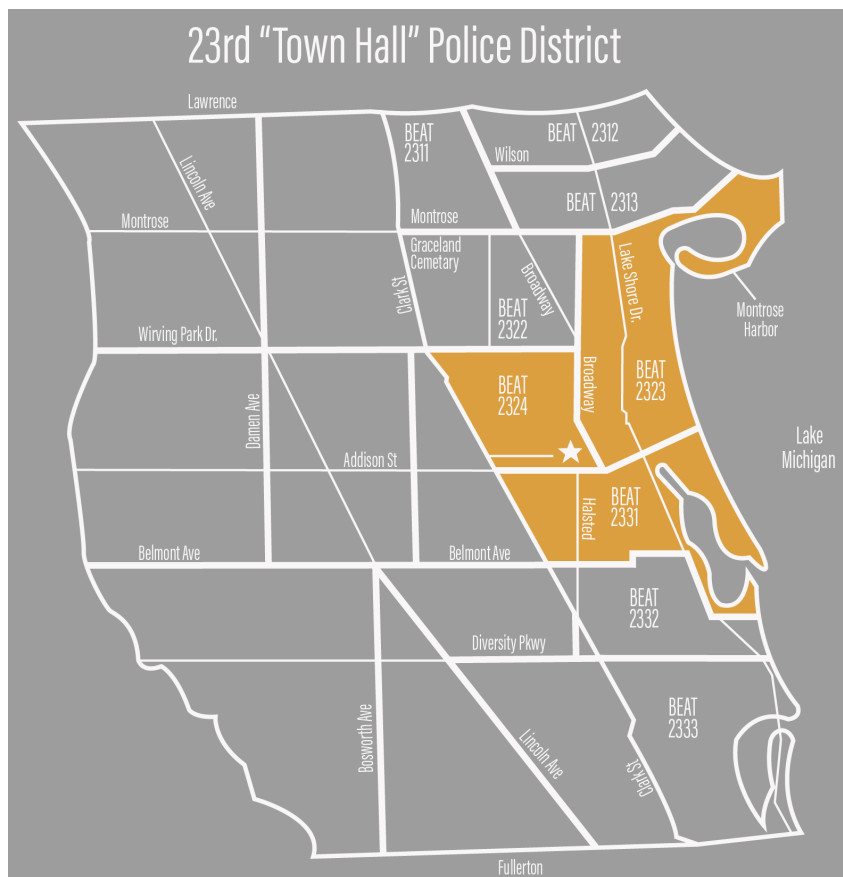 23rd “Town Hall” Police District
Lawrence
BEAT
2311
BEAT 2312
Wilson
Lincoln Ave
BEAT 2313
Montrose
Montrose
Graceland
Cemetery
Clark St
Broadway
Lake Shore Dr.
BEAT
2322
Montrose
Harbor
Wirving Park Dr.
BEAT
2324
Broadway
BEAT
2323
Damen Ave
Lake
Michigan
Addison St
Halsted
BEAT
2331
Belmont Ave
Belmont Ave
BEAT
2332
Diversity Pkwy
Bosworth Ave
Lincoln Ave
Clark St
BEAT
2333
Fullerton